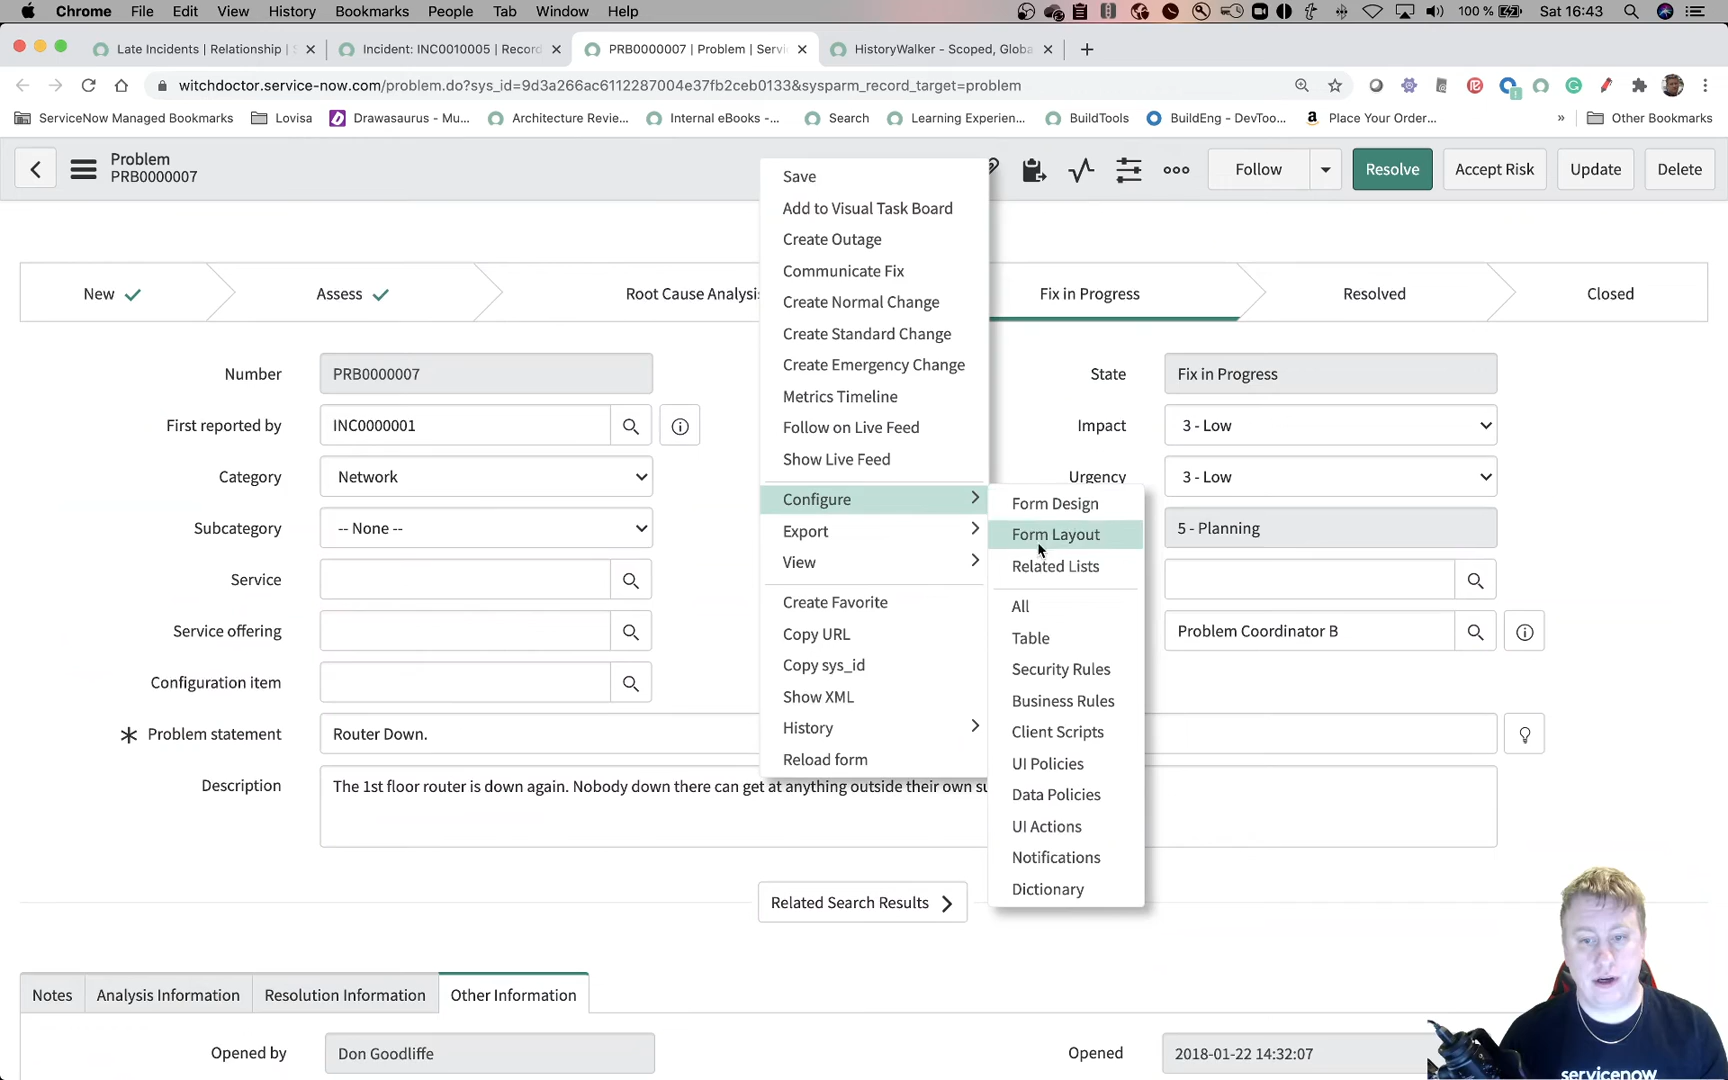 Chrome File Edit View History Bookmarks People Tab Window Help 100 % Sat 16:43
Late Incidents | Relationship | Incident: INC0010005 | Record PRB0000007 | Problem | Servi HistoryWalker - Scoped, Globa
witchdoctor.service-now.com/problem.do?sys_id=9d3a266ac6112287004e37fb2ceb0133&sysparm_record_target=problem
ServiceNow Managed Bookmarks Lovisa Drawasaurus - Mu... Architecture Revie... Internal eBooks -... Search Learning Experien... BuildTools BuildEng - DevToo... Place Your Order... » Other Bookmarks
Problem
PRB0000007
Follow Resolve Accept Risk Update Delete
New Assess Root Cause Analysis Fix in Progress Resolved Closed
Number PRB0000007
First reported by INC0000001
Category Network
Subcategory -- None --
Service
Service offering
Configuration item
Problem statement Router Down.
Description The 1st floor router is down again. Nobody down there can get at anything outside their own su
State Fix in Progress
Impact 3 - Low
Urgency 3 - Low
5 - Planning
Problem Coordinator B
Save
Add to Visual Task Board
Create Outage
Communicate Fix
Create Normal Change
Create Standard Change
Create Emergency Change
Metrics Timeline
Follow on Live Feed
Show Live Feed
Configure
Export
View
Create Favorite
Copy URL
Copy sys_id
Show XML
History
Reload form
Form Design
Form Layout
Related Lists
All
Table
Security Rules
Business Rules
Client Scripts
UI Policies
Data Policies
UI Actions
Notifications
Dictionary
Related Search Results
Notes Analysis Information Resolution Information Other Information
Opened by Don Goodliffe
Opened 2018-01-22 14:32:07
servicenow